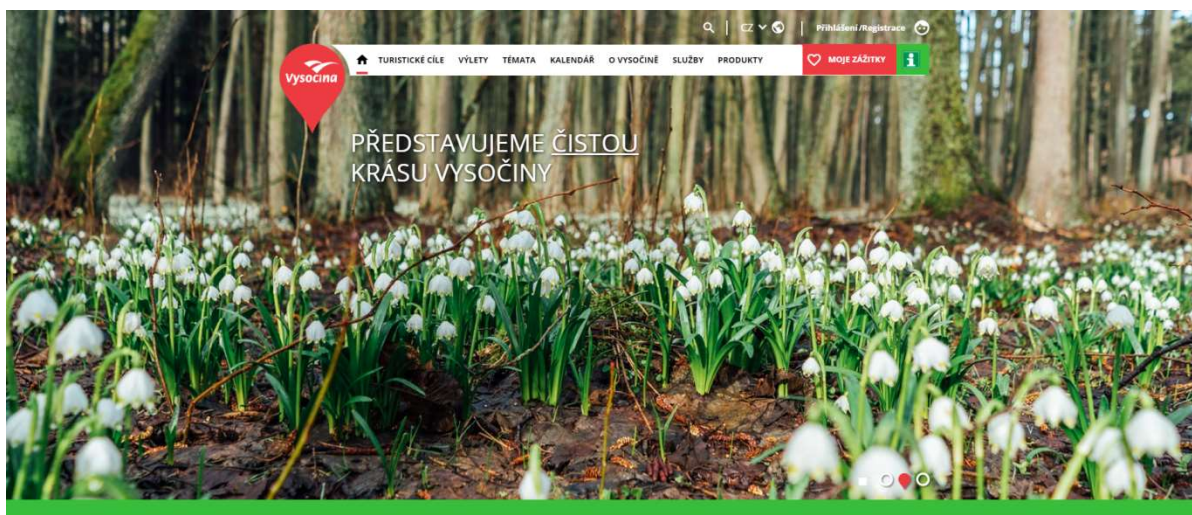 CZ
Přihlášení/Registrace
Vysočina
TURISTICKÉ CÍLE
VÝLETY
TÉMATA
KALENDÁŘ
O VYSOČINĚ
SLUŽBY
PRODUKTY
MOJE ZÁŽITKY
i
PŘEDSTAVUJEME ČISTOU
KRÁSU VYSOČINY